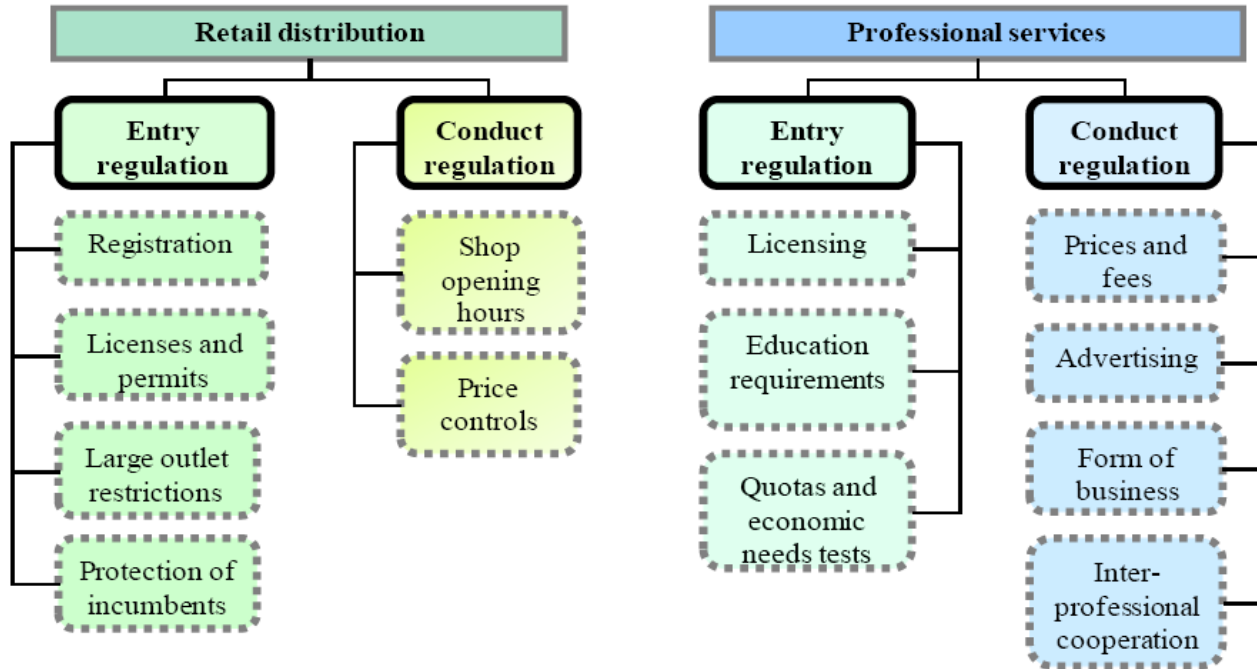 Retail distribution
Entry
regulation
Registration
Licenses and
permits
Large outlet
restrictions
Protection of
incumbents
Conduct
regulation
Shop
opening
hours
Price
controls
Professional services
Entry
regulation
Licensing
Education
requirements
Quotas and
economic
needs tests
Conduct
regulation
Prices and
fees
Advertising
Form of
business
Inter-
professional
cooperation